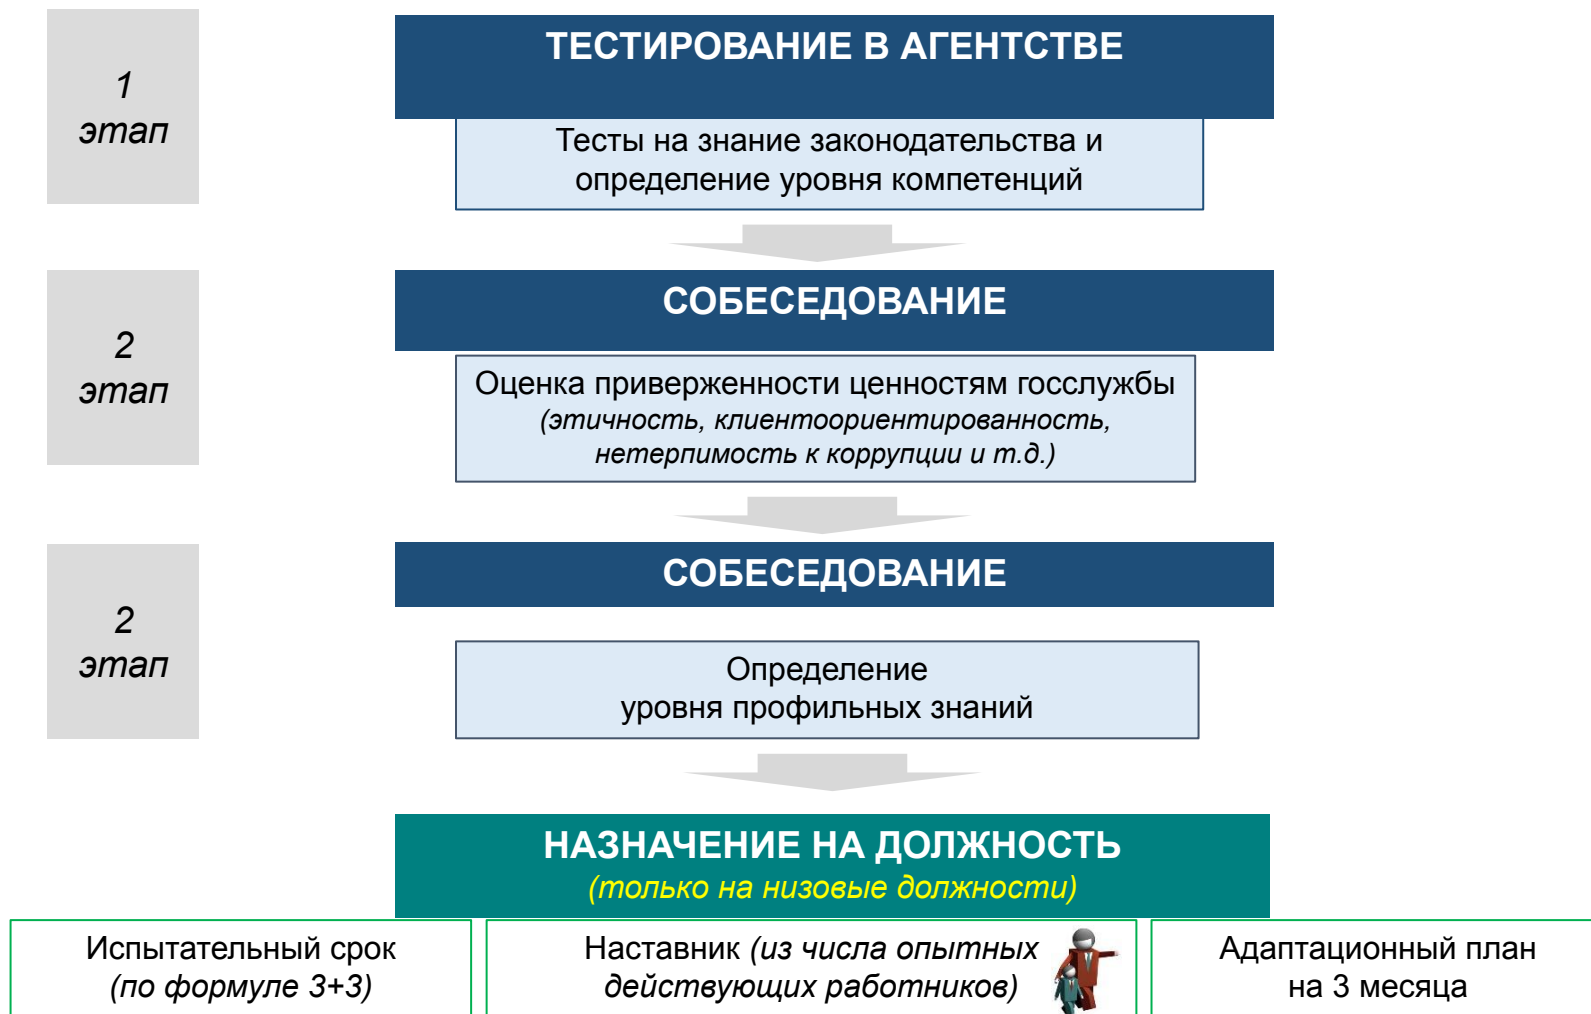 1
этап
ТЕСТИРОВАНИЕ В АГЕНТСТВЕ
Тесты на знание законодательства и
определение уровня компетенций
2
этап
СОБЕСЕДОВАНИЕ
Оценка приверженности ценностям госслужбы
(этичность, клиентоориентированность,
нетерпимость к коррупции и т.д.)
2
этап
СОБЕСЕДОВАНИЕ
Определение
уровня профильных знаний
НАЗНАЧЕНИЕ НА ДОЛЖНОСТЬ
(только на низовые должности)
Испытательный срок
(по формуле 3+3)
Наставник (из числа опытных
действующих работников)
Адаптационный план
на 3 месяца